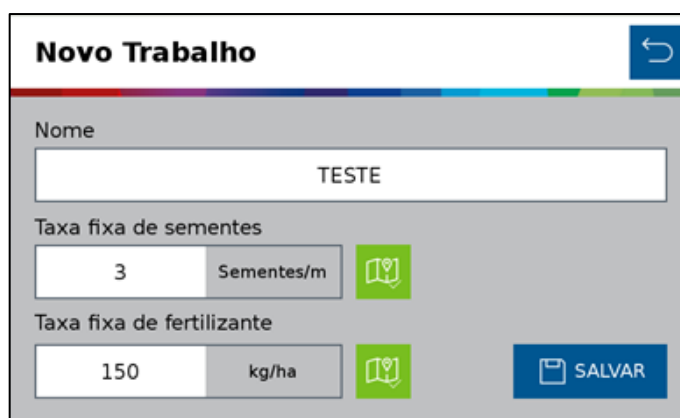 Novo Trabalho
Nome
TESTE
Taxa fixa de sementes
3 Sementes/m
Taxa fixa de fertilizante
150 kg/ha
SALVAR